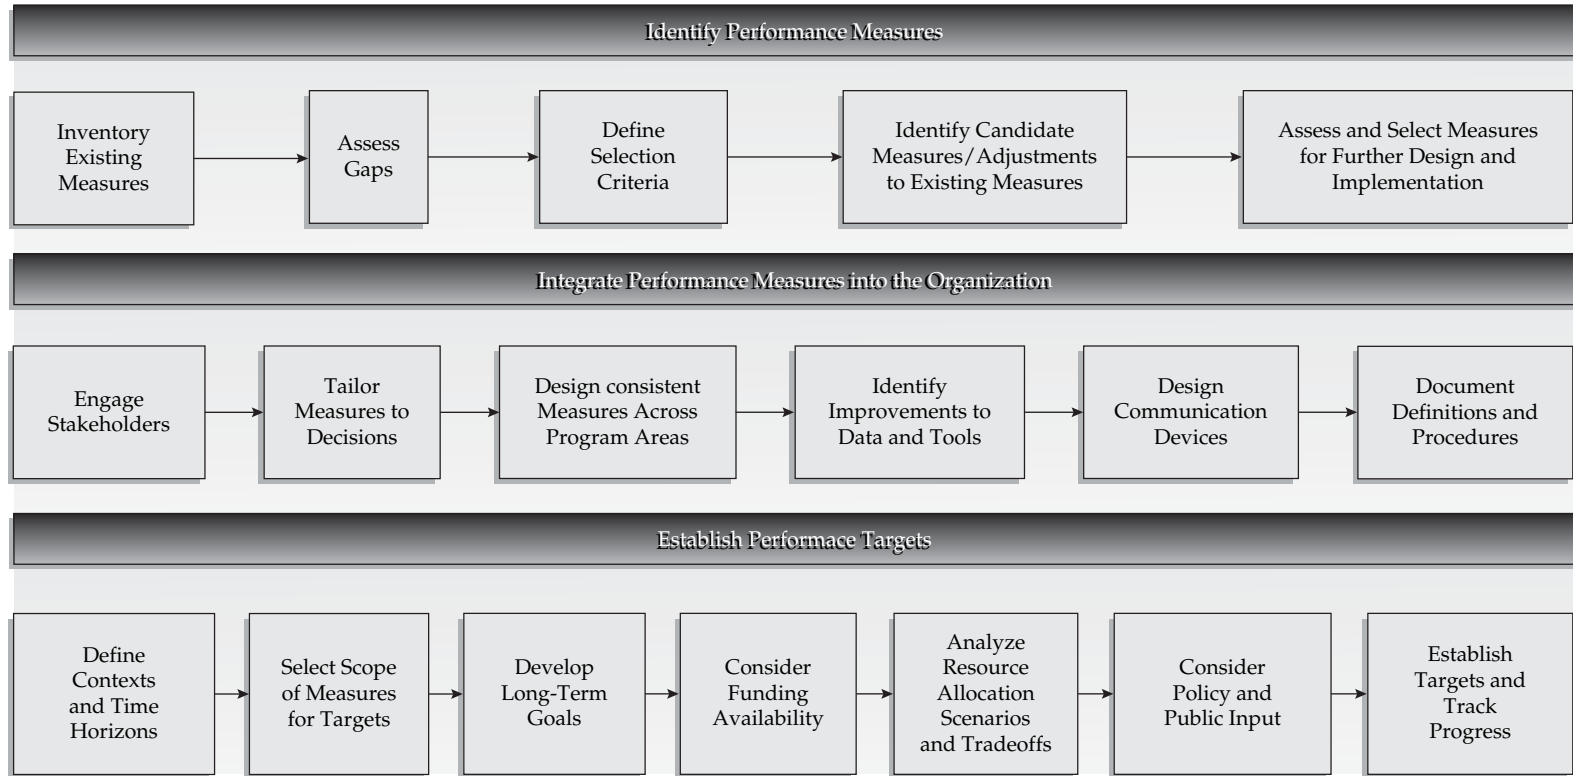 Identify Performance Measures
Inventory
Existing
Measures
Assess
Gaps
Define
Selection
Criteria
Identify Candidate
Measures/Adjustments
to Existing Measures
Assess and Select Measures
for Further Design and
Implementation
Integrate Performance Measures into the Organization
Engage
Stakeholders
Tailor
Measures to
Decisions
Design consistent
Measures Across
Program Areas
Identify
Improvements to
Data and Tools
Design
Communication
Devices
Document
Definitions and
Procedures
Establish Performace Targets
Define
Contexts
and Time
Horizons
Select Scope
of Measures
for Targets
Develop
Long-Term
Goals
Consider
Funding
Availability
Analyze
Resource
Allocation
Scenarios
and Tradeoffs
Consider
Policy and
Public Input
Establish
Targets and
Track
Progress